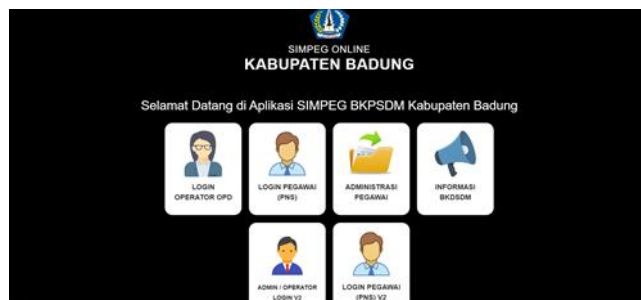 SIMPEG ONLINE
KABUPATEN BADUNG
Selamat Datang di Aplikasi SIMPEG BKPSDM Kabupaten Badung
LOGIN
OPERATOR OPD
LOGIN PEGAWAI
(PNS)
ADMINISTRASI
PEGAWAI
INFORMASI
BKDSDM
ADMIN / OPERATOR
LOGIN V2
LOGIN PEGAWAI
(PNS) V2